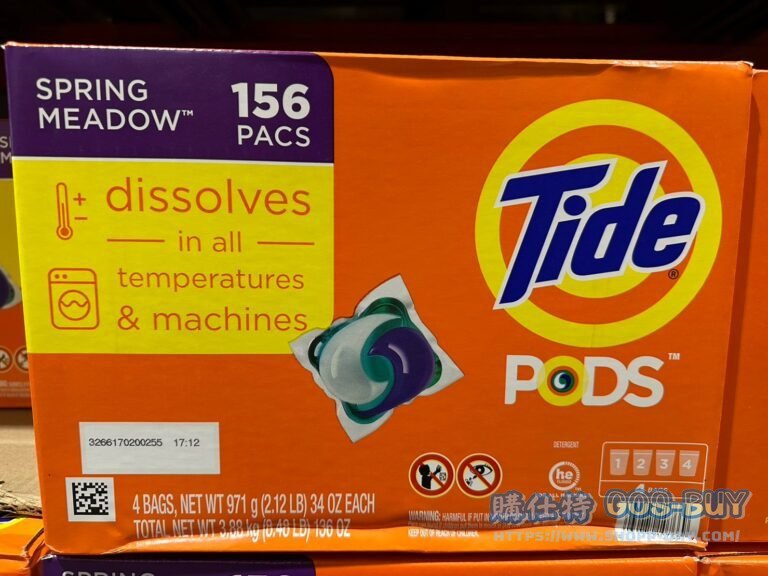 SPRING
MEADOW™
156
PACS
dissolves
in all
temperatures
& machines
Tide®
PODS™
3266170200255 17:12
DETERGENT
he
1 2 3 4
4 BAGS, NET WT 971 g (2.12 LB) 34 OZ EACH
TOTAL NET WT 3.88 kg (8.48 LB) 136 OZ
WARNING: HARMFUL IF PUT IN
KEEP OUT OF REACH OF CHILDREN.
購仕特 GOS-BUY
SPRING